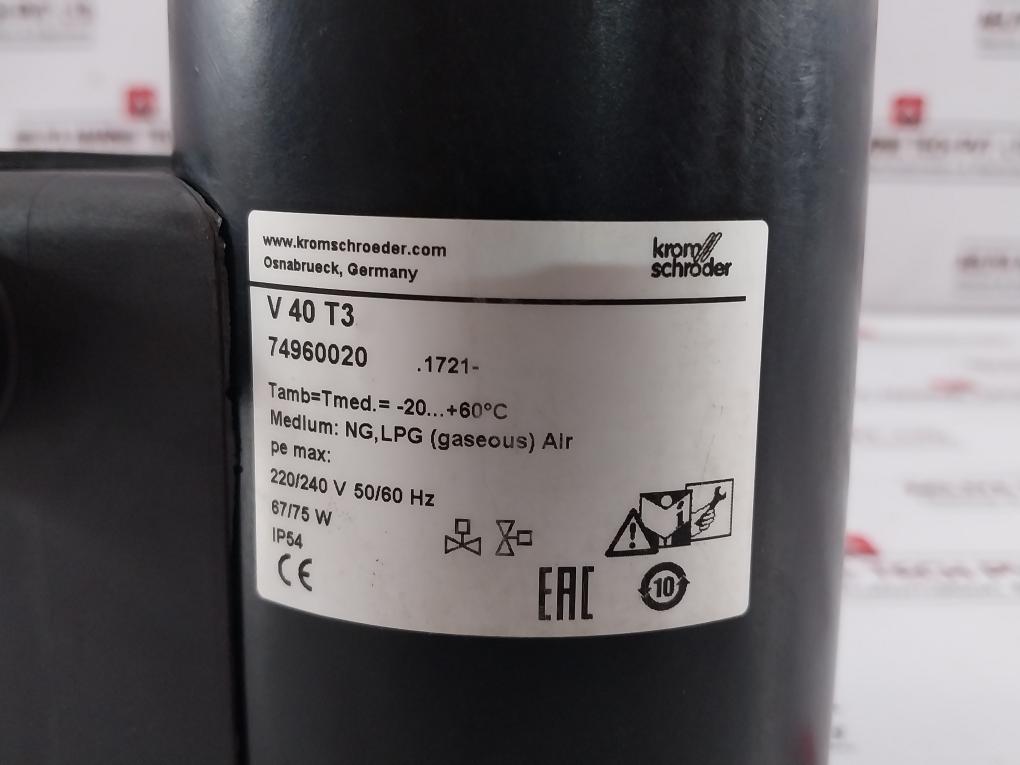 www.kromschroeder.com
Osnabrueck, Germany
krom
schröder
V 40 T3
74960020 .1721-
Tamb=Tmed.= -20...+60°C
Medium: NG,LPG (gaseous) Air
pe max:
220/240 V 50/60 Hz
67/75 W
IP54
CE
EAC
10